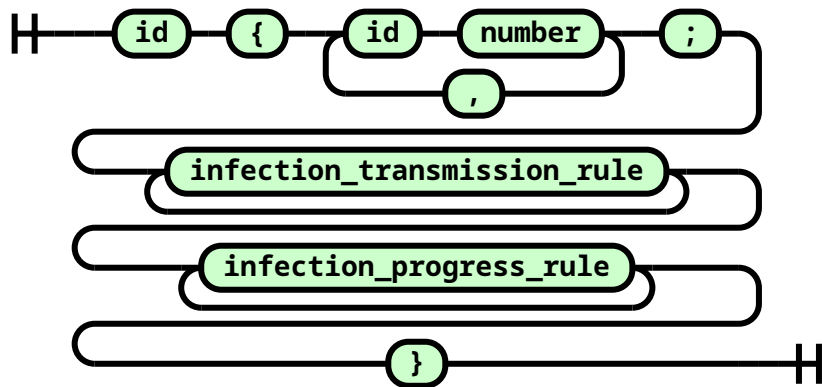 id { id number ;
,
infection_transmission_rule
infection_progress_rule
}